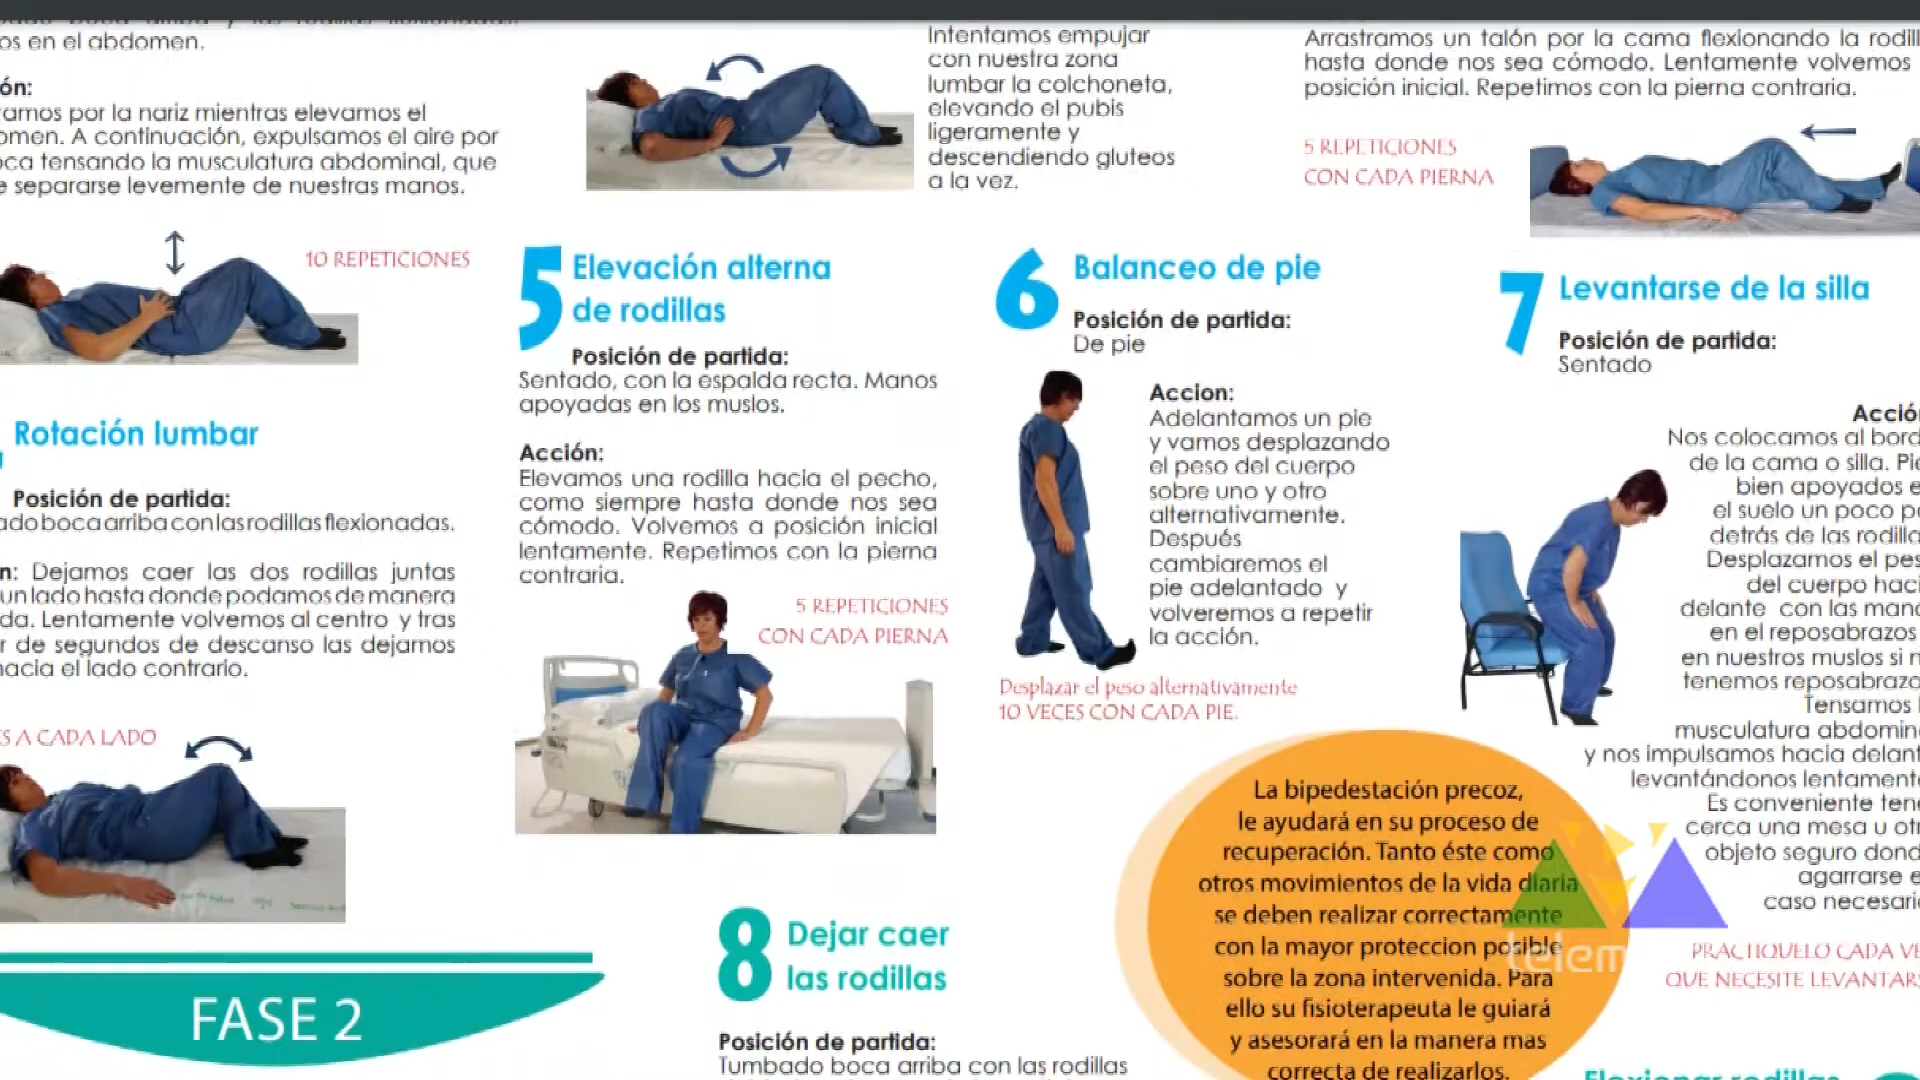 os en el abdomen.
amos por la nariz mientras elevamos el
omen. A continuación, expulsamos el aire por
oca tensando la musculatura abdominal, que
e separarse levemente de nuestras manos.
10 REPETICIONES
Rotación lumbar
Posición de partida:
ado boca arriba con las rodillas flexionadas.
n: Dejamos caer las dos rodillas juntas
un lado hasta donde podamos de manera
da. Lentamente volvemos al centro y tras
r de segundos de descanso las dejamos
hacia el lado contrario.
S A CADA LADO
FASE 2
Intentamos empujar
con nuestra zona
lumbar la colchoneta,
elevando el pubis
ligeramente y
descendiendo gluteos
a la vez.
5 Elevación alterna
de rodillas
Posición de partida:
Sentado, con la espalda recta. Manos
apoyadas en los muslos.
Acción:
Elevamos una rodilla hacia el pecho,
como siempre hasta donde nos sea
cómodo. Volvemos a posición inicial
lentamente. Repetimos con la pierna
contraria.
5 REPETICIONES
CON CADA PIERNA
8 Dejar caer
las rodillas
Posición de partida:
Tumbado boca arriba con las rodillas
6 Balanceo de pie
Posición de partida:
De pie
Accion:
Adelantamos un pie
y vamos desplazando
el peso del cuerpo
sobre uno y otro
alternativamente.
Después
cambiaremos el
pie adelantado y
volveremos a repetir
la acción.
Desplazar el peso alternativamente
10 VECES CON CADA PIE.
La bipedestación precoz,
le ayudará en su proceso de
recuperación. Tanto éste como
otros movimientos de la vida diaria
se deben realizar correctamente
con la mayor proteccion posible
sobre la zona intervenida. Para
ello su fisioterapeuta le guiará
y asesorará en la manera mas
correcta de realizarlos.
Arrastramos un talón por la cama flexionando la rodil
hasta donde nos sea cómodo. Lentamente volvemos
posición inicial. Repetimos con la pierna contraria.
5 REPETICIONES
CON CADA PIERNA
7 Levantarse de la silla
Posición de partida:
Sentado
Acció
Nos colocamos al bord
de la cama o silla. Pie
bien apoyados e
el suelo un poco po
detrás de las rodilla
Desplazamos el pes
del cuerpo haci
delante con las mano
en el reposabrazos
en nuestros muslos si n
tenemos reposabrazo
Tensamos l
musculatura abdomin
y nos impulsamos hacia delant
levantándonos lentament
Es conveniente tene
cerca una mesa u otr
objeto seguro dond
agarrarse e
caso necesari
PRACTIQUELO CADA VE
QUE NECESITE LEVANTAR
Flexionar rodillas
telem